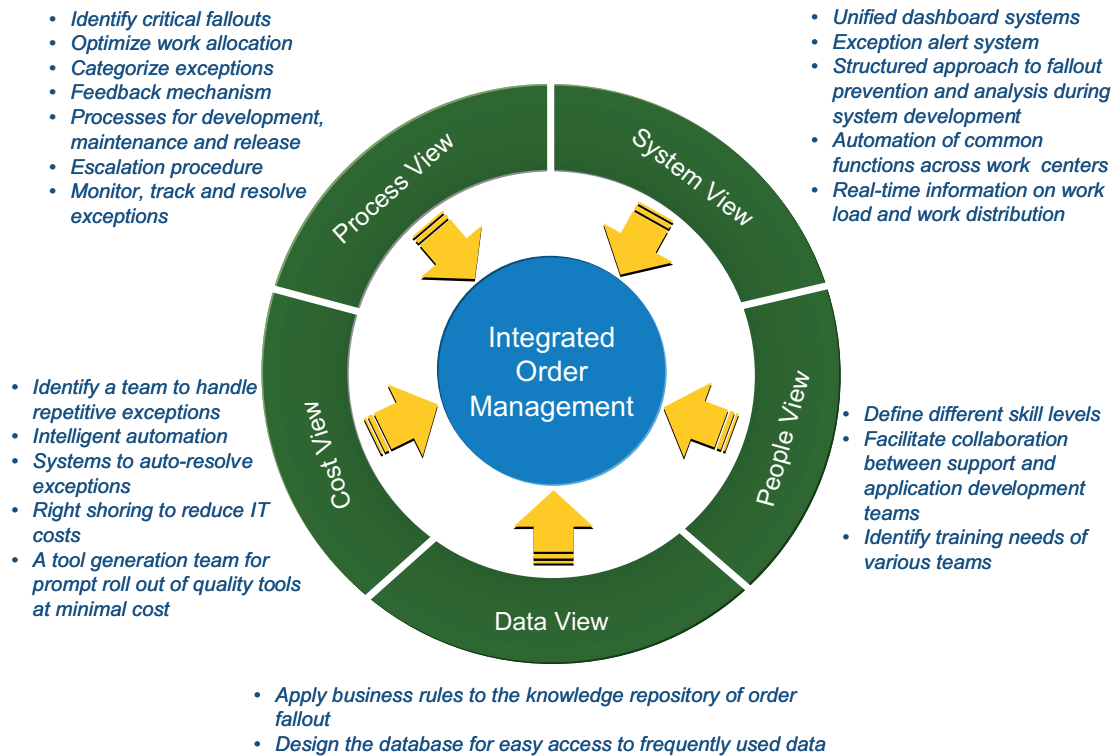 • Identify critical fallouts
• Optimize work allocation
• Categorize exceptions
• Feedback mechanism
• Processes for development,
maintenance and release
• Escalation procedure
• Monitor, track and resolve
exceptions
• Unified dashboard systems
• Exception alert system
• Structured approach to fallout
prevention and analysis during
system development
• Automation of common
functions across work centers
• Real-time information on work
load and work distribution
Process View
System View
Integrated
Order
Management
• Identify a team to handle
repetitive exceptions
• Intelligent automation
• Systems to auto-resolve
exceptions
• Right shoring to reduce IT
costs
• A tool generation team for
prompt roll out of quality tools
at minimal cost
Cost View
People View
• Define different skill levels
• Facilitate collaboration
between support and
application development
teams
• Identify training needs of
various teams
Data View
• Apply business rules to the knowledge repository of order
fallout
• Design the database for easy access to frequently used data